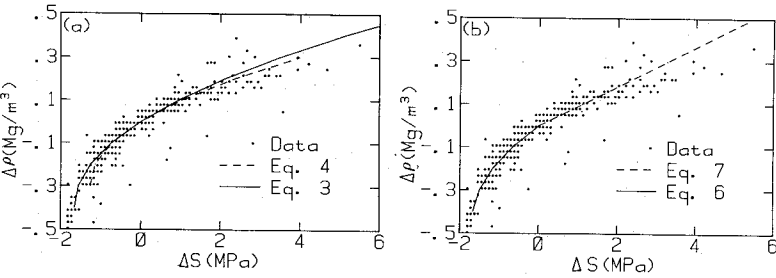 (a)
.5
.3
.1
-.1
-.3
-.5
Δρ(Mg/m³)
Data
Eq. 4
Eq. 3
-2
0
2
4
6
ΔS(MPa)
(b)
.5
.3
.1
-.1
-.3
-.5
Δρ(Mg/m³)
Data
Eq. 7
Eq. 6
-2
0
2
4
6
ΔS(MPa)